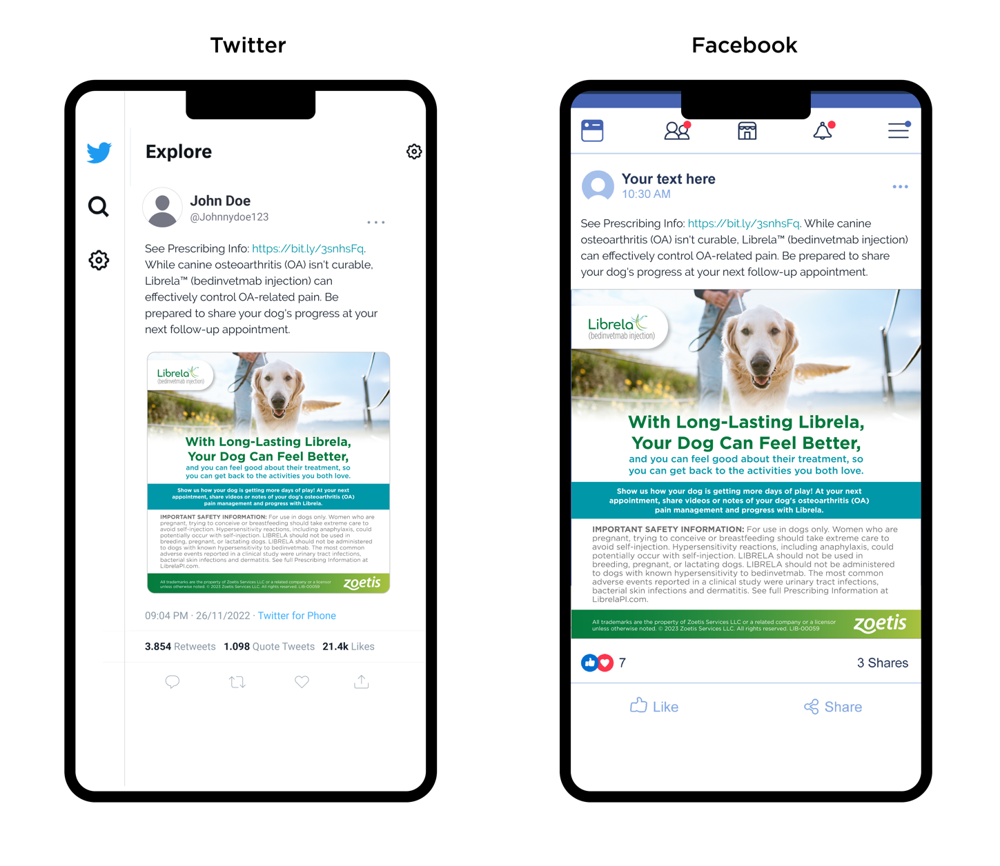 Twitter
Explore
John Doe
@Johnnydoe123
See Prescribing Info: https://bit.ly/3snhsFq.
While canine osteoarthritis (OA) isn't curable,
Librela™ (bedinvetmab injection) can
effectively control OA-related pain. Be
prepared to share your dog's progress at your
next follow-up appointment.
Librela
(bedinvetmab injection)
With Long-Lasting Librela,
Your Dog Can Feel Better,
and you can feel good about their treatment, so
you can get back to the activities you both love.
Show us how your dog is getting more days of play! At your next
appointment, share videos or notes of your dog's osteoarthritis (OA)
pain management and progress with Librela.
IMPORTANT SAFETY INFORMATION: For use in dogs only. Women who are
pregnant, trying to conceive or breastfeeding should take extreme care to
avoid self-injection. Hypersensitivity reactions, including anaphylaxis, could
potentially occur with self-injection. LIBRELA should not be used in
breeding, pregnant, or lactating dogs. LIBRELA should not be administered
to dogs with known hypersensitivity to bedinvetmab. The most common
adverse events reported in a clinical study were urinary tract infections,
bacterial skin infections and dermatitis. See full Prescribing Information at
LibrelaPI.com.
All trademarks are the property of Zoetis Services LLC or a related company or a licensor
unless otherwise noted. © 2023 Zoetis Services LLC. All rights reserved. LIB-00059
zoetis
09:04 PM · 26/11/2022 · Twitter for Phone
3.854 Retweets 1.098 Quote Tweets 21.4k Likes
Facebook
Your text here
10:30 AM
See Prescribing Info: https://bit.ly/3snhsFq. While canine
osteoarthritis (OA) isn't curable, Librela™ (bedinvetmab injection)
can effectively control OA-related pain. Be prepared to share
your dog's progress at your next follow-up appointment.
Librela™
(bedinvetmab injection)
With Long-Lasting Librela,
Your Dog Can Feel Better,
and you can feel good about their treatment, so
you can get back to the activities you both love.
Show us how your dog is getting more days of play! At your next
appointment, share videos or notes of your dog's osteoarthritis (OA)
pain management and progress with Librela.
IMPORTANT SAFETY INFORMATION: For use in dogs only. Women who are
pregnant, trying to conceive or breastfeeding should take extreme care to
avoid self-injection. Hypersensitivity reactions, including anaphylaxis, could
potentially occur with self-injection. LIBRELA should not be used in
breeding, pregnant, or lactating dogs. LIBRELA should not be administered
to dogs with known hypersensitivity to bedinvetmab. The most common
adverse events reported in a clinical study were urinary tract infections,
bacterial skin infections and dermatitis. See full Prescribing Information at
LibrelaPI.com.
All trademarks are the property of Zoetis Services LLC or a related company or a licensor
unless otherwise noted. © 2023 Zoetis Services LLC. All rights reserved. LIB-00059
zoetis
7 3 Shares
Like Share